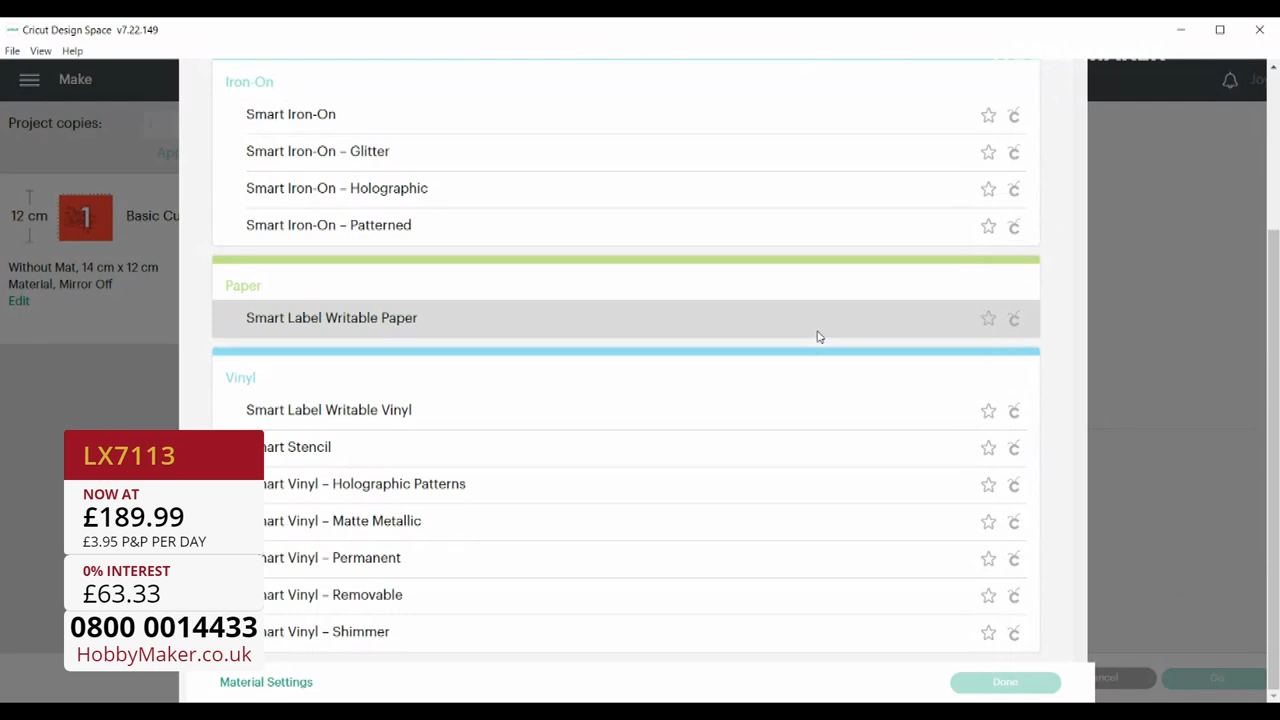 Cricut Design Space v7.22.149
File View Help
Make
Project copies:
12 cm
1
Basic Cu
Without Mat, 14 cm x 12 cm
Material, Mirror Off
Edit
Iron-On
Smart Iron-On
Smart Iron-On – Glitter
Smart Iron-On – Holographic
Smart Iron-On – Patterned
Paper
Smart Label Writable Paper
Vinyl
Smart Label Writable Vinyl
art Stencil
art Vinyl – Holographic Patterns
art Vinyl – Matte Metallic
art Vinyl – Permanent
art Vinyl – Removable
art Vinyl – Shimmer
Material Settings
Done
ancel
Go
LX7113
NOW AT
£189.99
£3.95 P&P PER DAY
0% INTEREST
£63.33
0800 0014433
HobbyMaker.co.uk